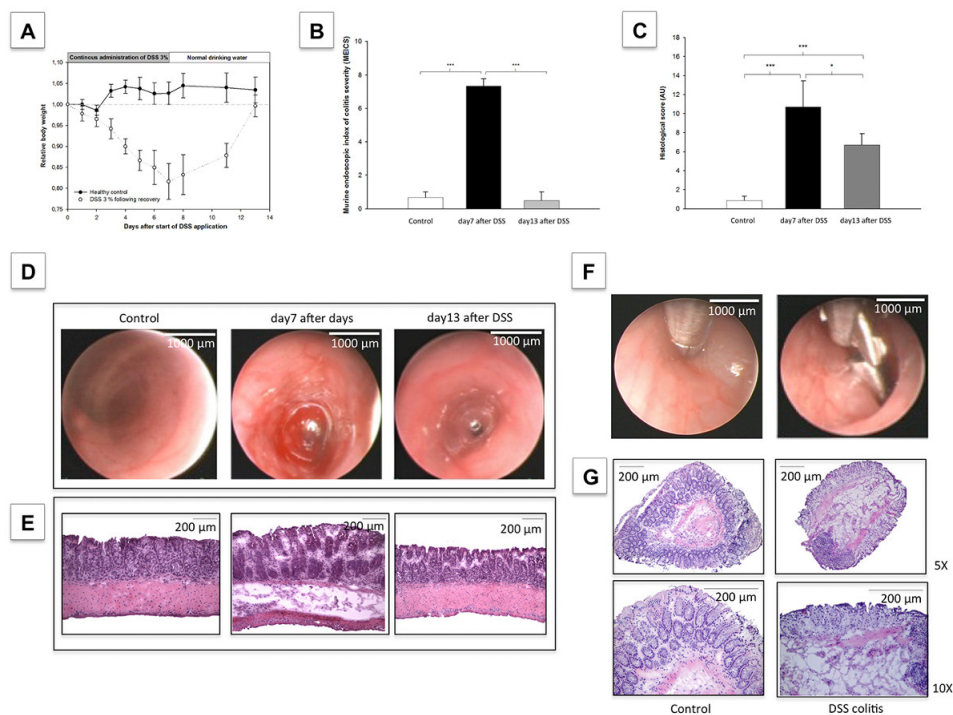 A
Continous administration of DSS 3%
Normal drinking water
Relative body weight
1,10
1,05
1,00
0,95
0,90
0,85
0,80
0,75
Healthy control
DSS 3 % following recovery
0 2 4 6 8 10 12 14
Days after start of DSS application
B
Murine endoscopic index of colitis severity (MEICS)
10
8
6
4
2
0
*** ***
Control day7 after DSS day13 after DSS
C
Histological score (AU)
18
16
14
12
10
8
6
4
2
0
***
*** *
Control day7 after DSS day13 after DSS
D
Control day7 after days day13 after DSS
1000 µm 1000 µm 1000 µm
E
200 µm 200 µm 200 µm
F
1000 µm 1000 µm
G
200 µm 200 µm
5X
200 µm 200 µm
10X
Control DSS colitis